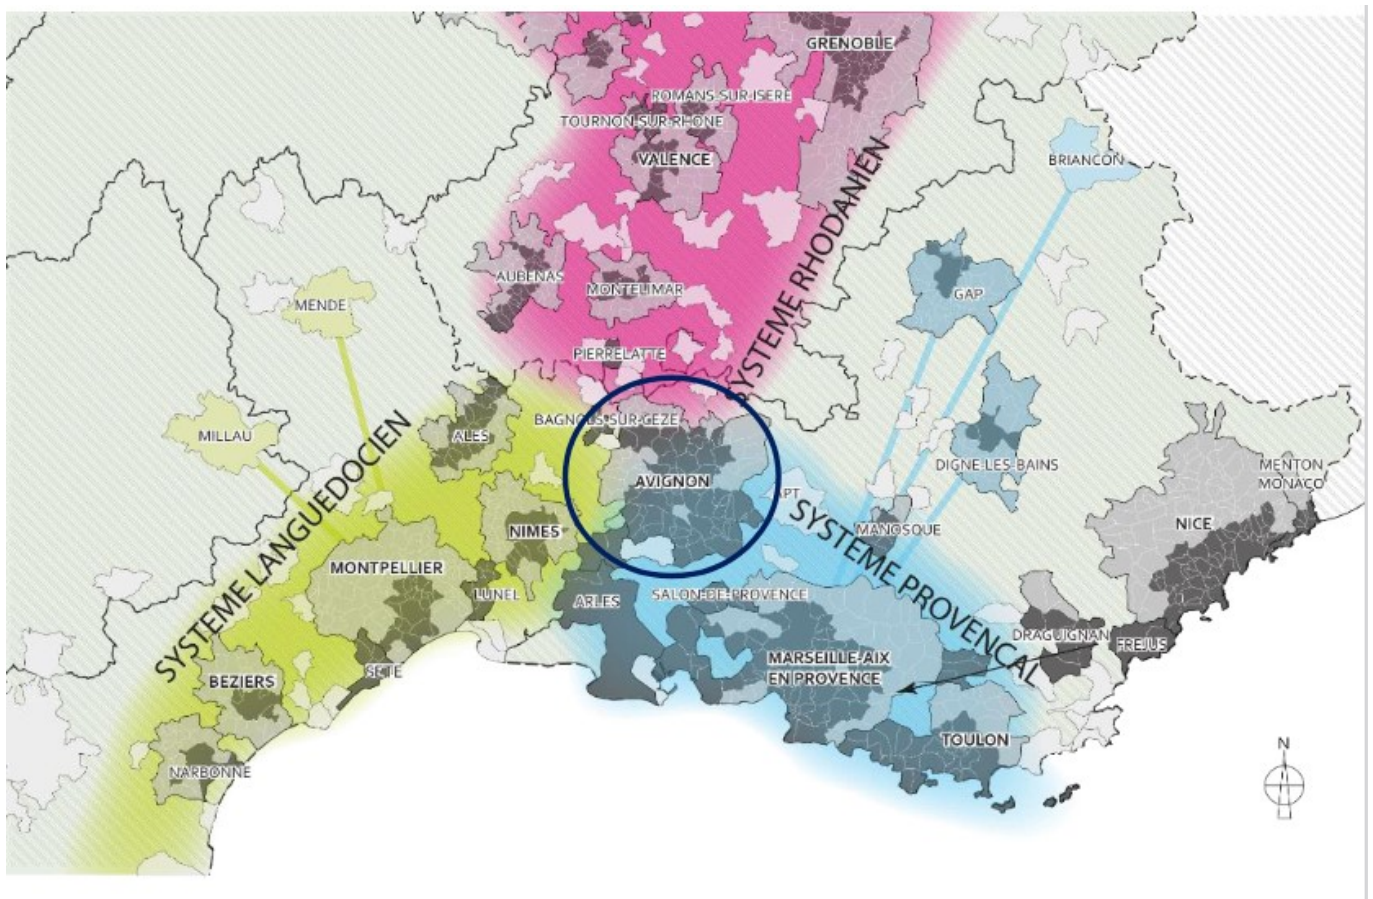 GRENOBLE
ROMANS-SUR-ISERE
TOURNON-SUR-RHONE
VALENCE
BRIANCON
SYSTEME RHODANIEN
AUBENAS
MONTELIMAR
GAP
MENDE
PIERRELATTE
BAGNOLS-SUR-CEZE
MILLAU
ALES
SYSTEME LANGUEDOCIEN
DIGNE-LES-BAINS
MENTON
MONACO
AVIGNON
APT
SYSTEME PROVENCAL
NIMES
MANOSQUE
NICE
MONTPELLIER
LUNEL
ARLES
SALON-DE-PROVENCE
DRAGUIGNAN
FREJUS
MARSEILLE-AIX
EN PROVENCE
SETE
BEZIERS
TOULON
NARBONNE
N